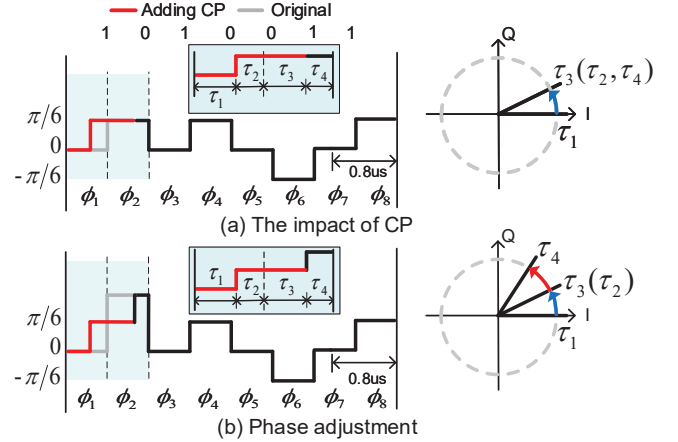 Adding CP Original
1 0 1 0 0 1 1
τ1 τ2 τ3 τ4
π/6
0
-π/6
0.8us
ϕ1 ϕ2 ϕ3 ϕ4 ϕ5 ϕ6 ϕ7 ϕ8
Q
τ3(τ2, τ4)
I
τ1
(a) The impact of CP
τ1 τ2 τ3 τ4
π/6
0
-π/6
0.8us
ϕ1 ϕ2 ϕ3 ϕ4 ϕ5 ϕ6 ϕ7 ϕ8
Q
τ4
τ3(τ2)
I
τ1
(b) Phase adjustment